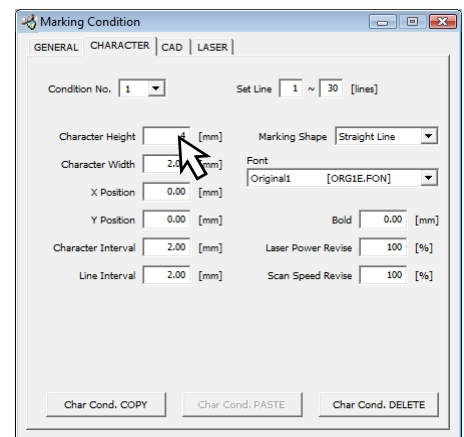 Marking Condition
GENERAL CHARACTER CAD LASER
Condition No. 1 Set Line 1 ~ 30 [lines]
Character Height 4 [mm] Marking Shape Straight Line
Character Width 2.0 [mm] Font
Original1 [ORG1E.FON]
X Position 0.00 [mm]
Y Position 0.00 [mm] Bold 0.00 [mm]
Character Interval 2.00 [mm] Laser Power Revise 100 [%]
Line Interval 2.00 [mm] Scan Speed Revise 100 [%]
Char Cond. COPY Char Cond. PASTE Char Cond. DELETE